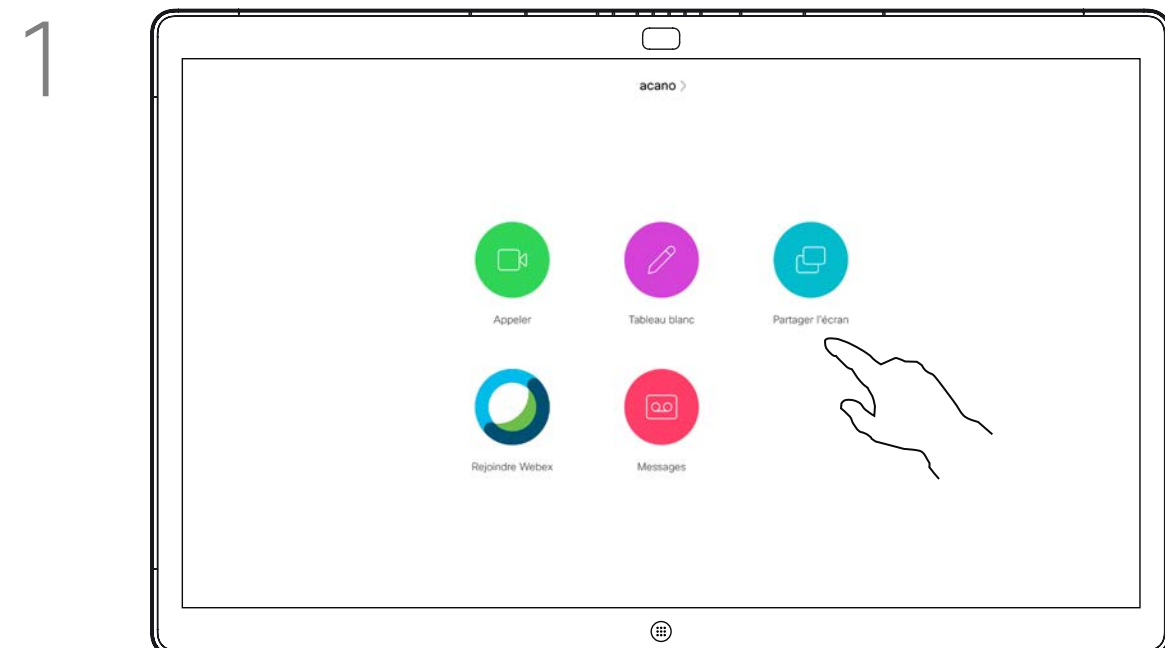 1
acano >
Appeler
Tableau blanc
Partager l'écran
Rejoindre Webex
Messages